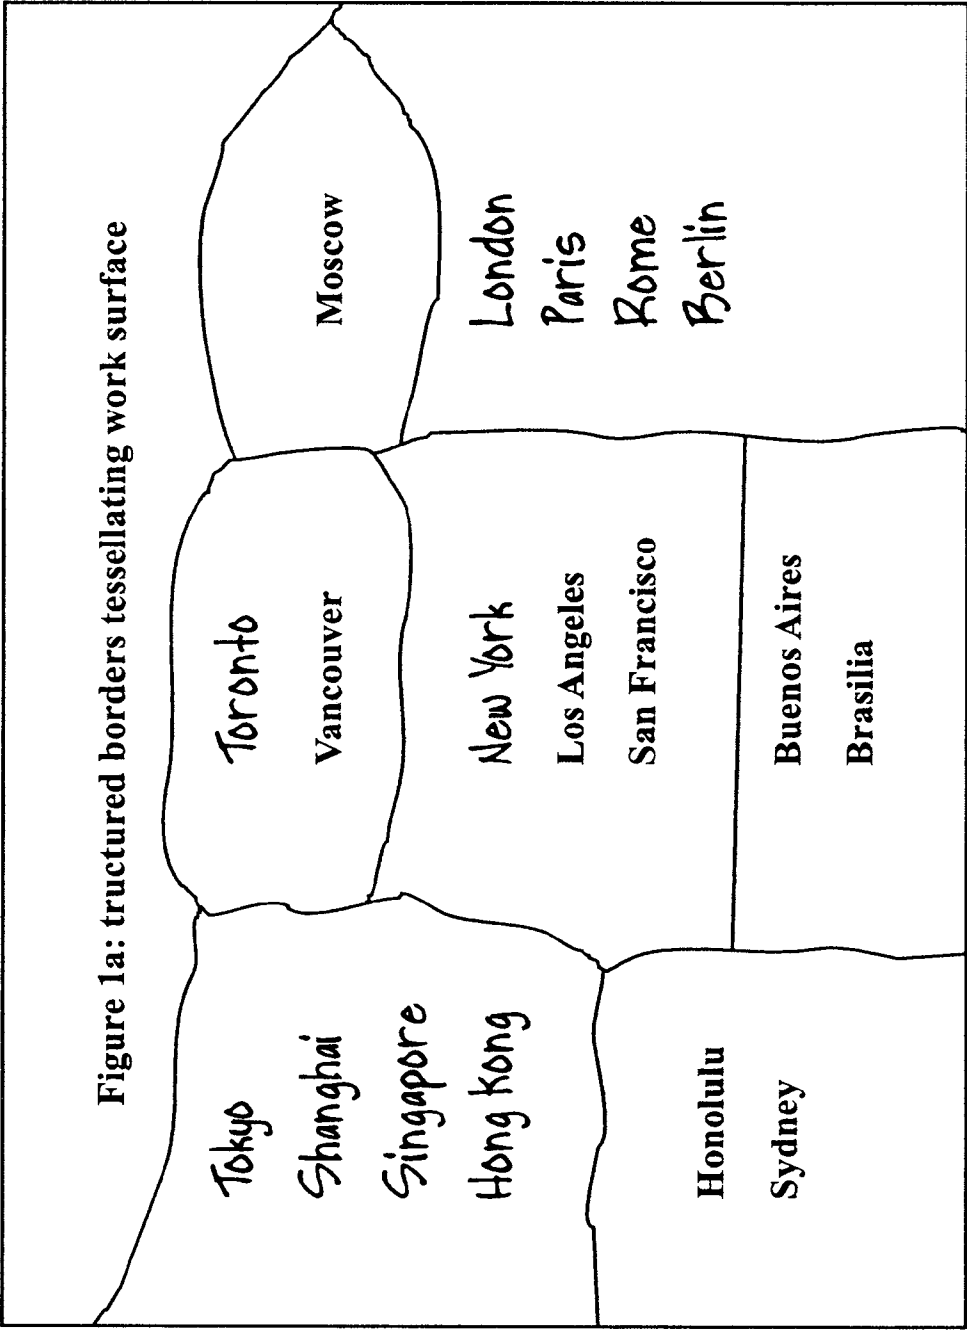 Figure 1a: tructured borders tessellating work surface
Tokyo
Shanghai
Singapore
Hong Kong
Honolulu
Sydney
Toronto
Vancouver
New York
Los Angeles
San Francisco
Buenos Aires
Brasilia
Moscow
London
Paris
Rome
Berlin